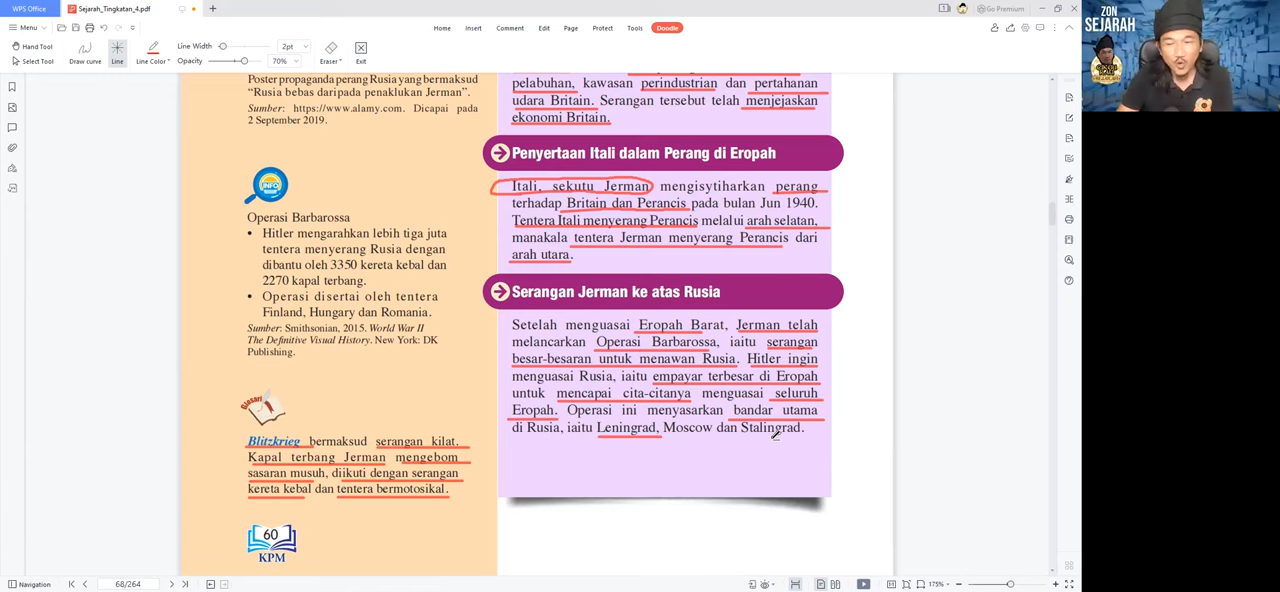 WPS Office
Sejarah_Tingkatan_4.pdf
+
1
Go Premium
Menu
Home
Insert
Comment
Edit
Page
Protect
Tools
Doodle
Hand Tool
Select Tool
Draw curve
Line
Line Color
Line Width
2pt
Opacity
70%
Eraser
Exit
ZON
SEJARAH
Poster propaganda perang Rusia yang bermaksud
“Rusia bebas daripada penaklukan Jerman”.
Sumber: https://www.alamy.com. Dicapai pada
2 September 2019.
INFO
Operasi Barbarossa
• Hitler mengarahkan lebih tiga juta
tentera menyerang Rusia dengan
dibantu oleh 3350 kereta kebal dan
2270 kapal terbang.
• Operasi disertai oleh tentera
Finland, Hungary dan Romania.
Sumber: Smithsonian, 2015. World War II
The Definitive Visual History. New York: DK
Publishing.
Glosari
Blitzkrieg bermaksud serangan kilat.
Kapal terbang Jerman mengebom
sasaran musuh, diikuti dengan serangan
kereta kebal dan tentera bermotosikal.
60
KPM
pelabuhan, kawasan perindustrian dan pertahanan
udara Britain. Serangan tersebut telah menjejaskan
ekonomi Britain.
Penyertaan Itali dalam Perang di Eropah
Itali, sekutu Jerman mengisytiharkan perang
terhadap Britain dan Perancis pada bulan Jun 1940.
Tentera Itali menyerang Perancis melalui arah selatan,
manakala tentera Jerman menyerang Perancis dari
arah utara.
Serangan Jerman ke atas Rusia
Setelah menguasai Eropah Barat, Jerman telah
melancarkan Operasi Barbarossa, iaitu serangan
besar-besaran untuk menawan Rusia. Hitler ingin
menguasai Rusia, iaitu empayar terbesar di Eropah
untuk mencapai cita-citanya menguasai seluruh
Eropah. Operasi ini menyasarkan bandar utama
di Rusia, iaitu Leningrad, Moscow dan Stalingrad.
Navigation
68/264
175%